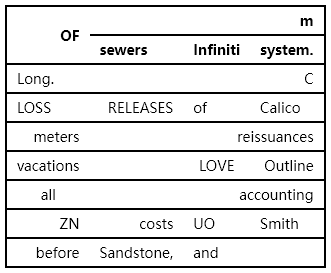 m
OF
sewers Infiniti system.
Long. C
LOSS RELEASES of Calico
meters reissuances
vacations LOVE Outline
all accounting
ZN costs UO Smith
before Sandstone, and